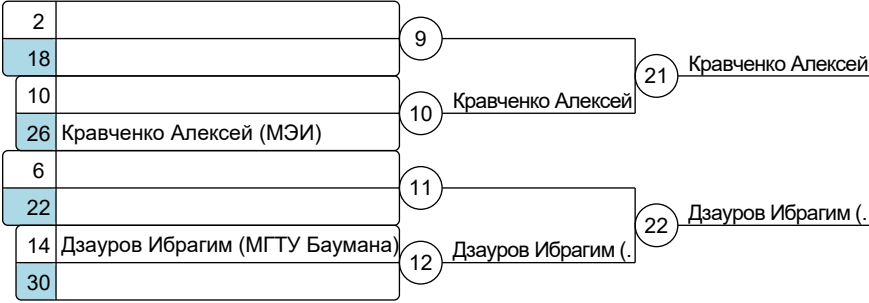 2
9
18
21 Кравченко Алексей
10
10 Кравченко Алексей
26 Кравченко Алексей (МЭИ)
6
11
22
22 Дзауров Ибрагим (.
14 Дзауров Ибрагим (МГТУ Баумана)
12 Дзауров Ибрагим (.
30